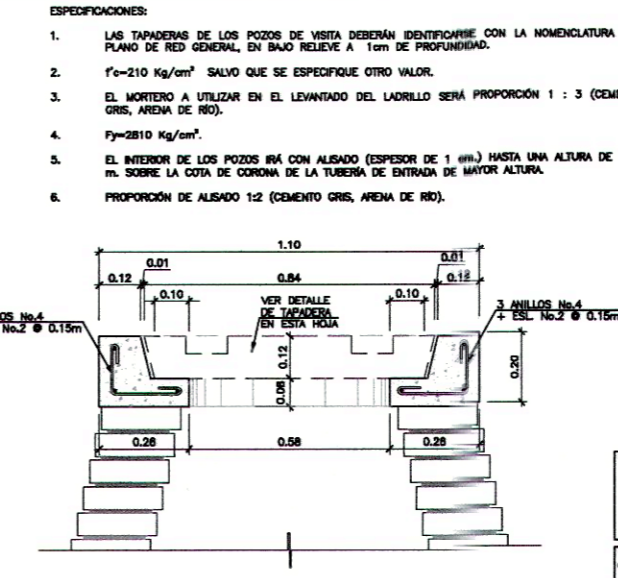 ESPECIFICACIONES:
1. LAS TAPADERAS DE LOS POZOS DE VISITA DEBERÁN IDENTIFICARSE CON LA NOMENCLATURA
PLANO DE RED GENERAL, EN BAJO RELIEVE A 1cm DE PROFUNDIDAD.
2. f'c=210 Kg/cm² SALVO QUE SE ESPECIFIQUE OTRO VALOR.
3. EL MORTERO A UTILIZAR EN EL LEVANTADO DEL LADRILLO SERÁ PROPORCIÓN 1 : 3 (CEME
GRIS, ARENA DE RÍO).
4. Fy=2810 Kg/cm².
5. EL INTERIOR DE LOS POZOS IRÁ CON ALISADO (ESPESOR DE 1 cm.) HASTA UNA ALTURA DE
m. SOBRE LA COTA DE CORONA DE LA TUBERÍA DE ENTRADA DE MAYOR ALTURA.
6. PROPORCIÓN DE ALISADO 1:2 (CEMENTO GRIS, ARENA DE RÍO).
1.10
0.01
0.01
0.12
0.84
0.12
0.10
0.10
VER DETALLE
DE TAPADERA
EN ESTA HOJA
OS No.4
No.2 @ 0.15m
3 ANILLOS No.4
+ ESL. No.2 @ 0.15m
0.12
0.08
0.20
0.26
0.58
0.26